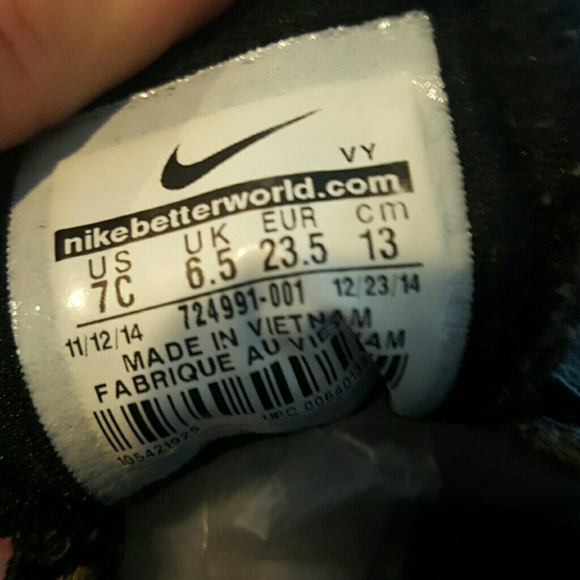 VY
nikebetterworld.com
US UK EUR cm
7C 6.5 23.5 13
11/12/14 724991-001 12/23/14
MADE IN VIETNAM
FABRIQUE AU VIETNAM
UPC